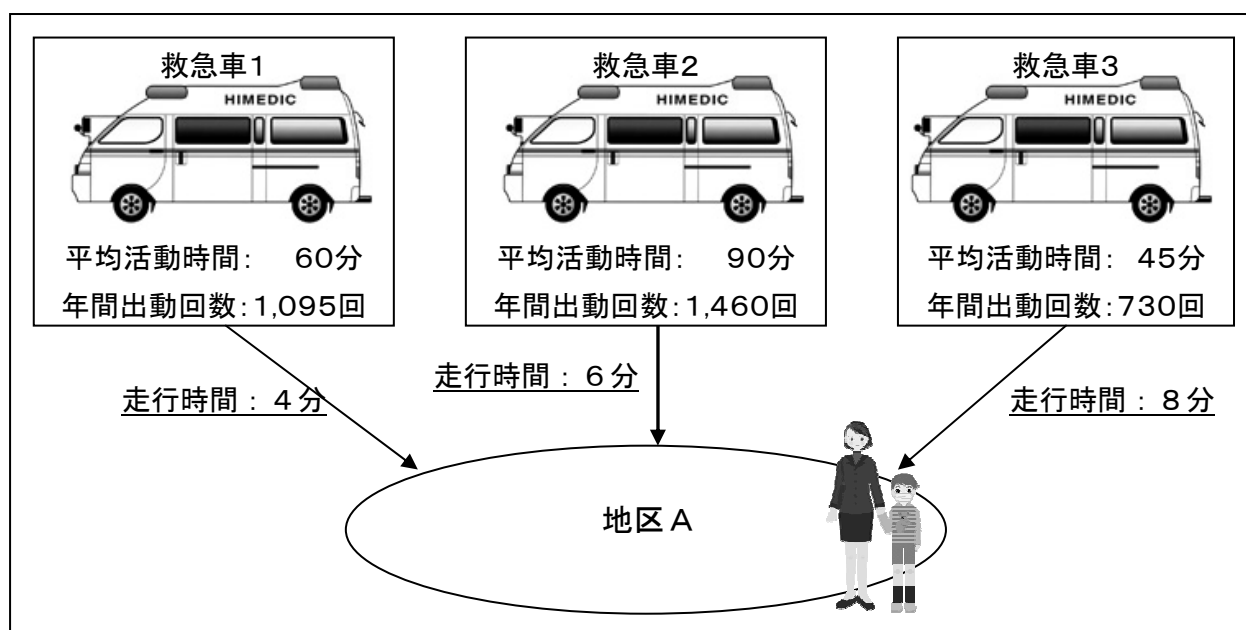 救急車1
HIMEDIC
平均活動時間: 60分
年間出動回数:1,095回
救急車2
HIMEDIC
平均活動時間: 90分
年間出動回数:1,460回
救急車3
HIMEDIC
平均活動時間: 45分
年間出動回数:730回
走行時間:4分
走行時間:6分
走行時間:8分
地区A